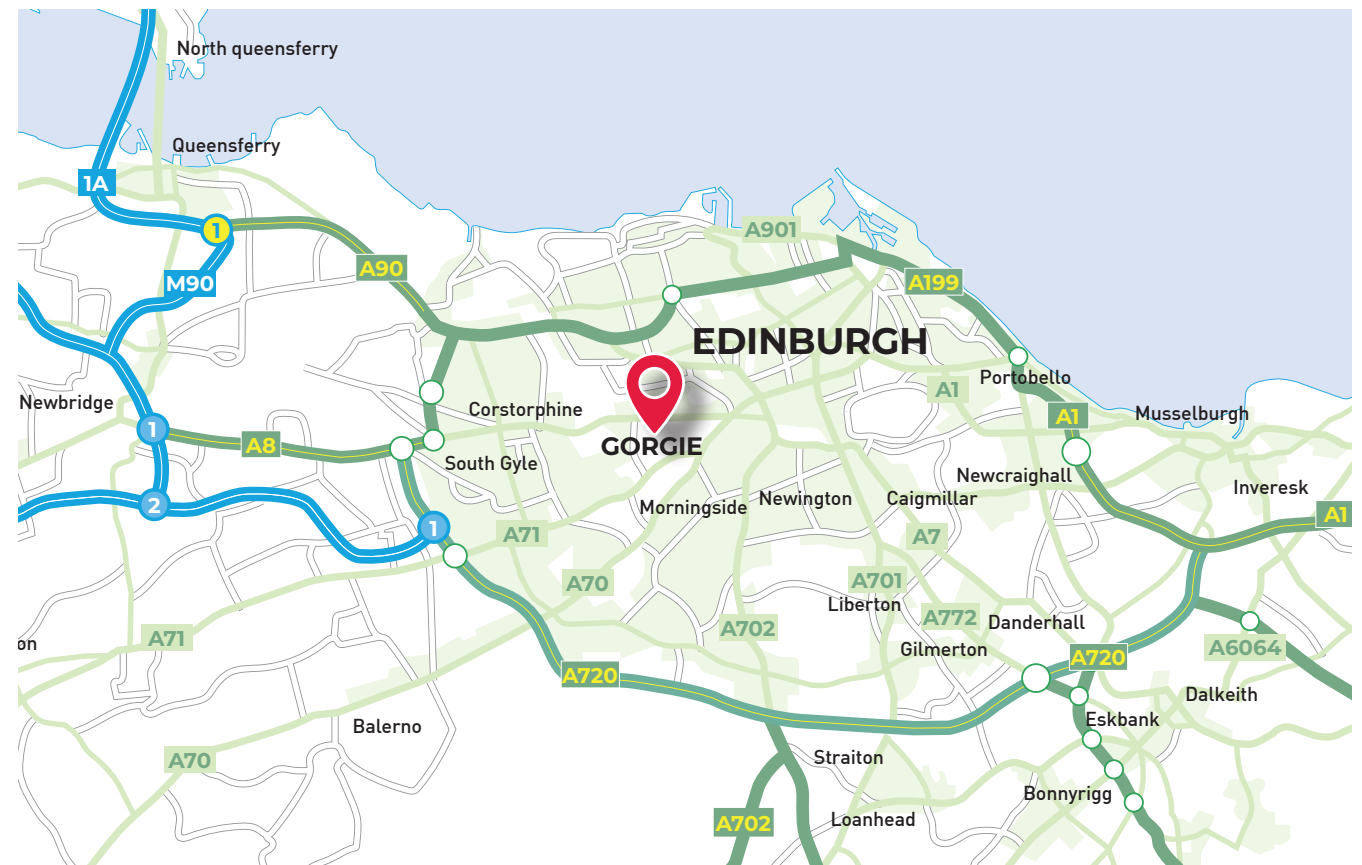 North queensferry
Queensferry
1A
1
A901
A90
M90
A199
EDINBURGH
Portobello
A1
Newbridge
Corstorphine
Musselburgh
A1
1
A8
GORGIE
South Gyle
Newcraighall
Inveresk
2
Morningside
Newington
Caigmillar
A1
1
A71
A7
A70
A701
Liberton
A772
Danderhall
A702
on
A71
Gilmerton
A720
A6064
A720
Dalkeith
Balerno
Eskbank
A70
Straiton
Bonnyrigg
A702
Loanhead